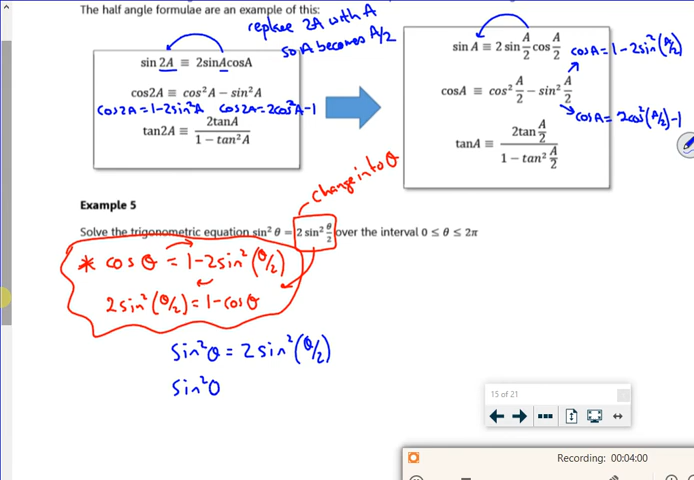 The half angle formulae are an example of this:
replace 2A with A
so A becomes A/2
sin 2A ≡ 2sinAcosA
cos2A ≡ cos²A − sin²A
cos2A = 1−2sin²A cos2A = 2cos²A−1
tan2A ≡ 2tanA / 1 − tan²A
sin A ≡ 2 sin A/2 cos A/2
cosA = 1−2sin²(A/2)
cosA ≡ cos² A/2 − sin² A/2
cosA = 2cos²(A/2)−1
tanA ≡ 2tan A/2 / 1 − tan² A/2
change into θ
Example 5
Solve the trigonometric equation sin² θ = 2 sin² θ/2 over the interval 0 ≤ θ ≤ 2π
* cos θ = 1−2sin²(θ/2)
2sin²(θ/2) = 1−cosθ
sin²θ = 2sin²(θ/2)
sin²0
15 of 21
Recording: 00:04:00